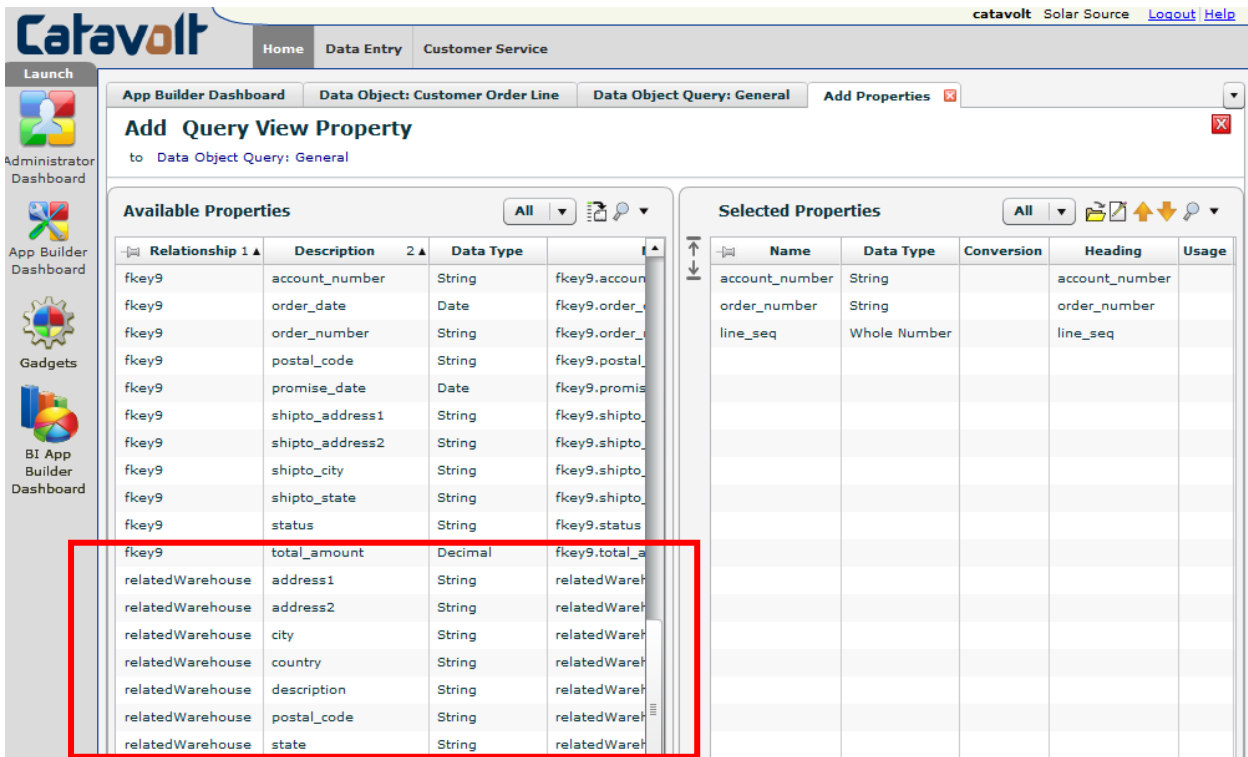 catavolt Solar Source Logout Help
Catavolt
Home Data Entry Customer Service
Launch
Administrator
Dashboard
App Builder
Dashboard
Gadgets
BI App
Builder
Dashboard
App Builder Dashboard Data Object: Customer Order Line Data Object Query: General Add Properties
Add Query View Property
to Data Object Query: General
Available Properties All
Relationship 1 Description 2 Data Type
fkey9 account_number String fkey9.accoun
fkey9 order_date Date fkey9.order_
fkey9 order_number String fkey9.order_
fkey9 postal_code String fkey9.postal_
fkey9 promise_date Date fkey9.promis
fkey9 shipto_address1 String fkey9.shipto_
fkey9 shipto_address2 String fkey9.shipto_
fkey9 shipto_city String fkey9.shipto_
fkey9 shipto_state String fkey9.shipto_
fkey9 status String fkey9.status
fkey9 total_amount Decimal fkey9.total_a
relatedWarehouse address1 String relatedWareh
relatedWarehouse address2 String relatedWareh
relatedWarehouse city String relatedWareh
relatedWarehouse country String relatedWareh
relatedWarehouse description String relatedWareh
relatedWarehouse postal_code String relatedWareh
relatedWarehouse state String relatedWareh
Selected Properties All
Name Data Type Conversion Heading Usage
account_number String account_number
order_number String order_number
line_seq Whole Number line_seq